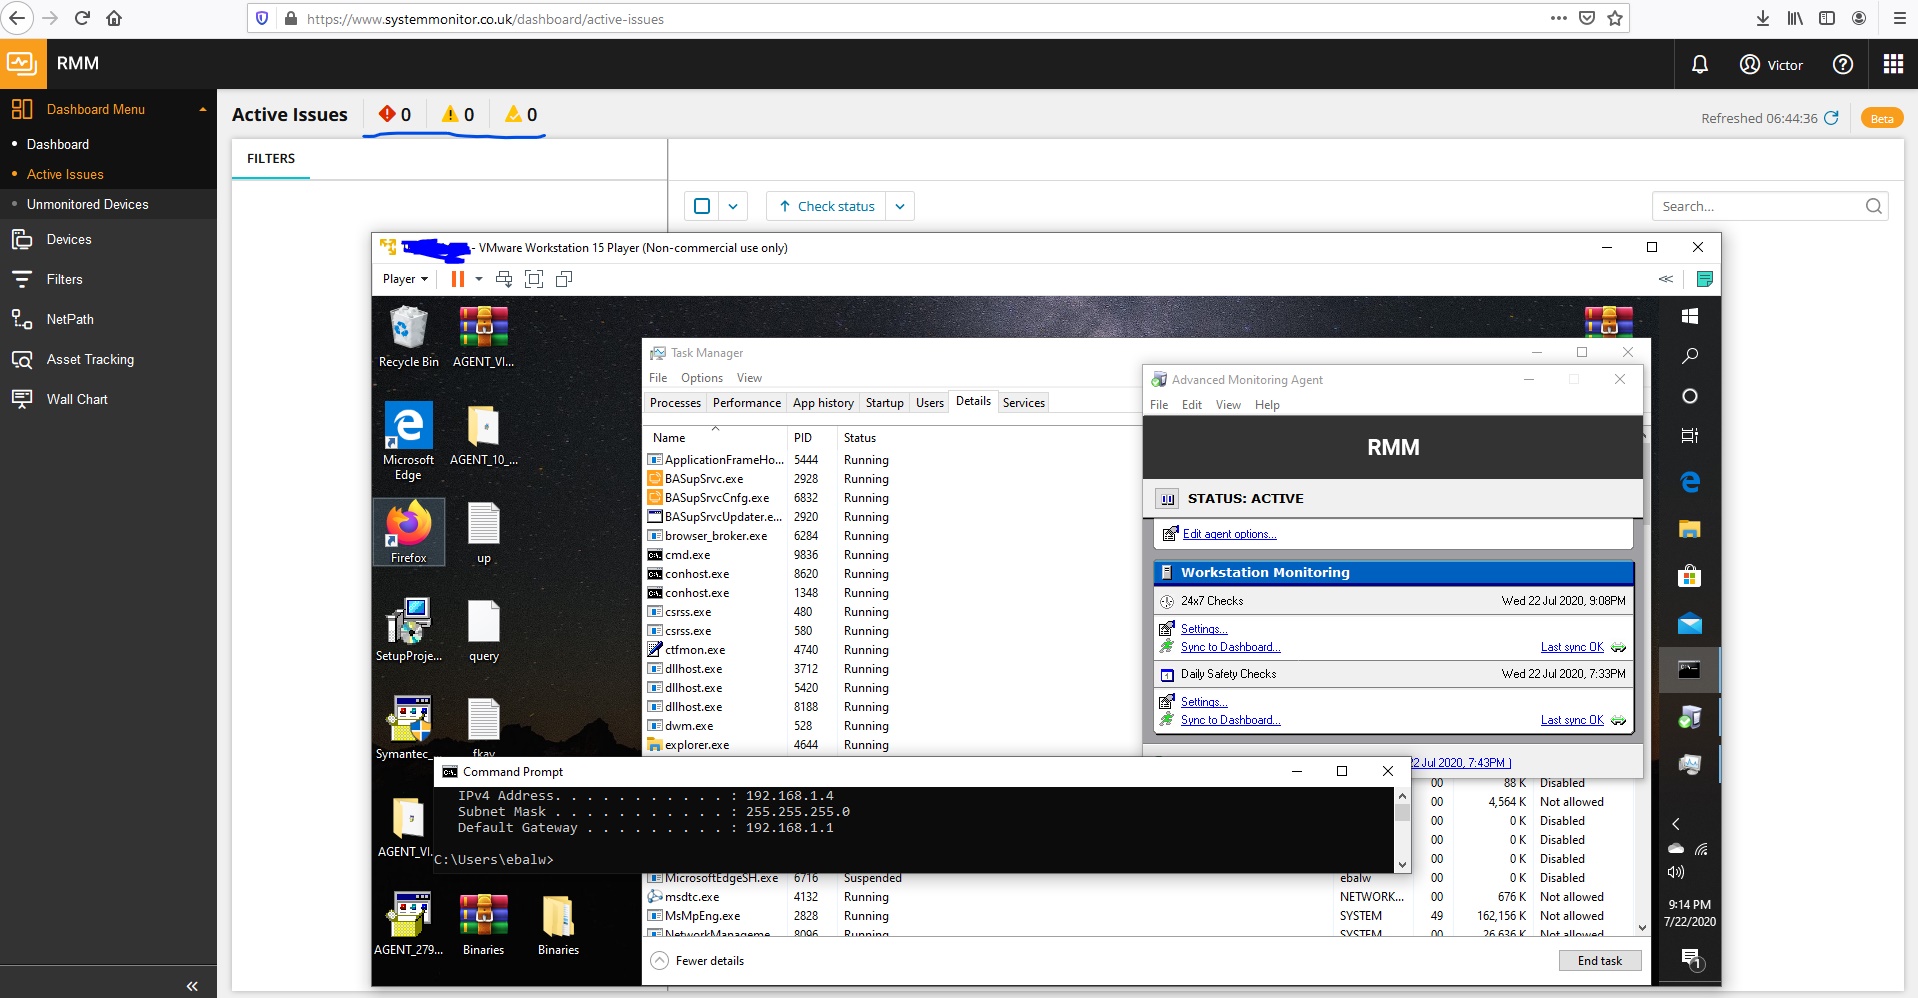 https://www.systemmonitor.co.uk/dashboard/active-issues
RMM
Victor
Dashboard Menu
Dashboard
Active Issues
Unmonitored Devices
Devices
Filters
NetPath
Asset Tracking
Wall Chart
Active Issues 0 0 0
Refreshed 06:44:36 Beta
FILTERS
Check status
Search...
- VMware Workstation 15 Player (Non-commercial use only)
Player
Recycle Bin
AGENT_VI...
Microsoft
Edge
AGENT_10_...
Firefox
up
SetupProje...
query
Symantec_
fkav
AGENT_VI.
AGENT_279...
Binaries
Binaries
Task Manager
File Options View
Processes Performance App history Startup Users Details Services
Name PID Status
ApplicationFrameHo... 5444 Running
BASupSrvc.exe 2928 Running
BASupSrvcCnfg.exe 6832 Running
BASupSrvcUpdater.e... 2920 Running
browser_broker.exe 6284 Running
cmd.exe 9836 Running
conhost.exe 8620 Running
conhost.exe 1348 Running
csrss.exe 480 Running
csrss.exe 580 Running
ctfmon.exe 4740 Running
dllhost.exe 3712 Running
dllhost.exe 5420 Running
dllhost.exe 8188 Running
dwm.exe 528 Running
explorer.exe 4644 Running
Advanced Monitoring Agent
File Edit View Help
RMM
STATUS: ACTIVE
Edit agent options...
Workstation Monitoring
24x7 Checks Wed 22 Jul 2020, 9:08PM
Settings...
Sync to Dashboard... Last sync OK
Daily Safety Checks Wed 22 Jul 2020, 7:33PM
Settings...
Sync to Dashboard... Last sync OK
22 Jul 2020, 7:43PM )
Command Prompt
IPv4 Address. . . . . . . . . . . : 192.168.1.4
Subnet Mask . . . . . . . . . . . : 255.255.255.0
Default Gateway . . . . . . . . . : 192.168.1.1
C:\Users\ebalw>
00 88 K Disabled
00 4,564 K Not allowed
00 0 K Disabled
00 0 K Disabled
00 0 K Disabled
MicrosoftEdgeSH.exe 6716 Suspended ebalw 00 0 K Disabled
msdtc.exe 4132 Running NETWORK... 00 676 K Not allowed
MsMpEng.exe 2828 Running SYSTEM 49 162,156 K Not allowed
NetworkManageme 8096 Running SYSTEM 00 26,636 K Not allowed
Fewer details
End task
9:14 PM
7/22/2020
1